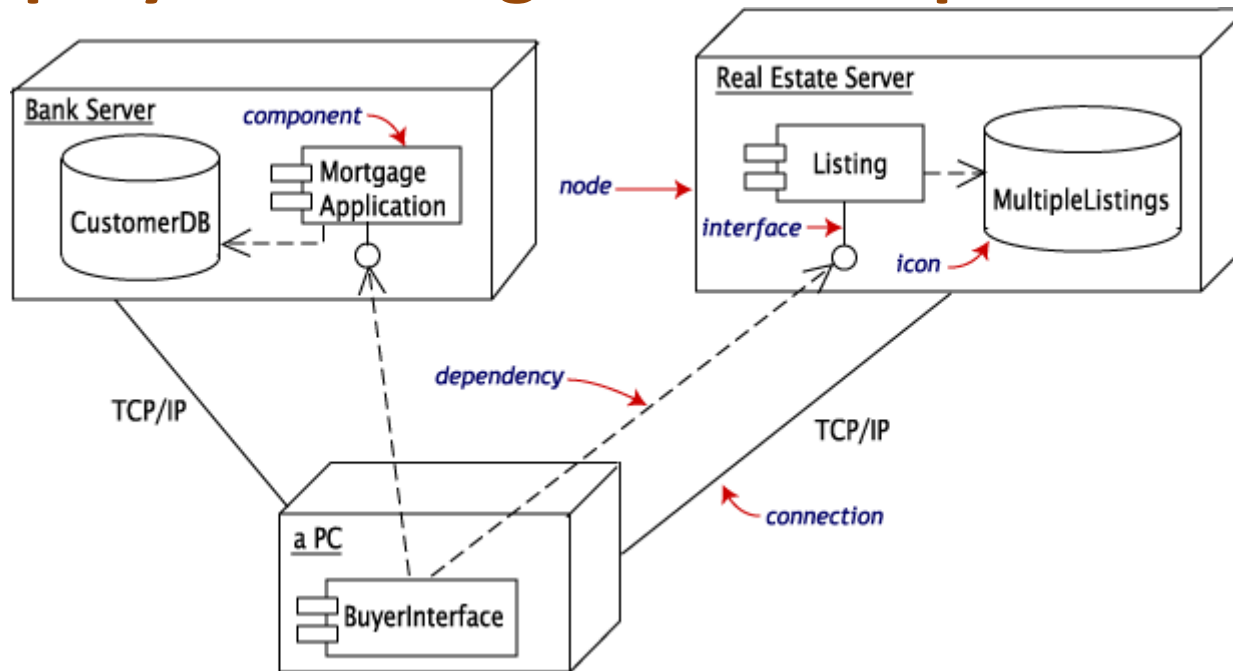 Bank Server
component
Mortgage
Application
CustomerDB
Real Estate Server
Listing
MultipleListings
node
interface
icon
dependency
TCP/IP
TCP/IP
connection
a PC
BuyerInterface